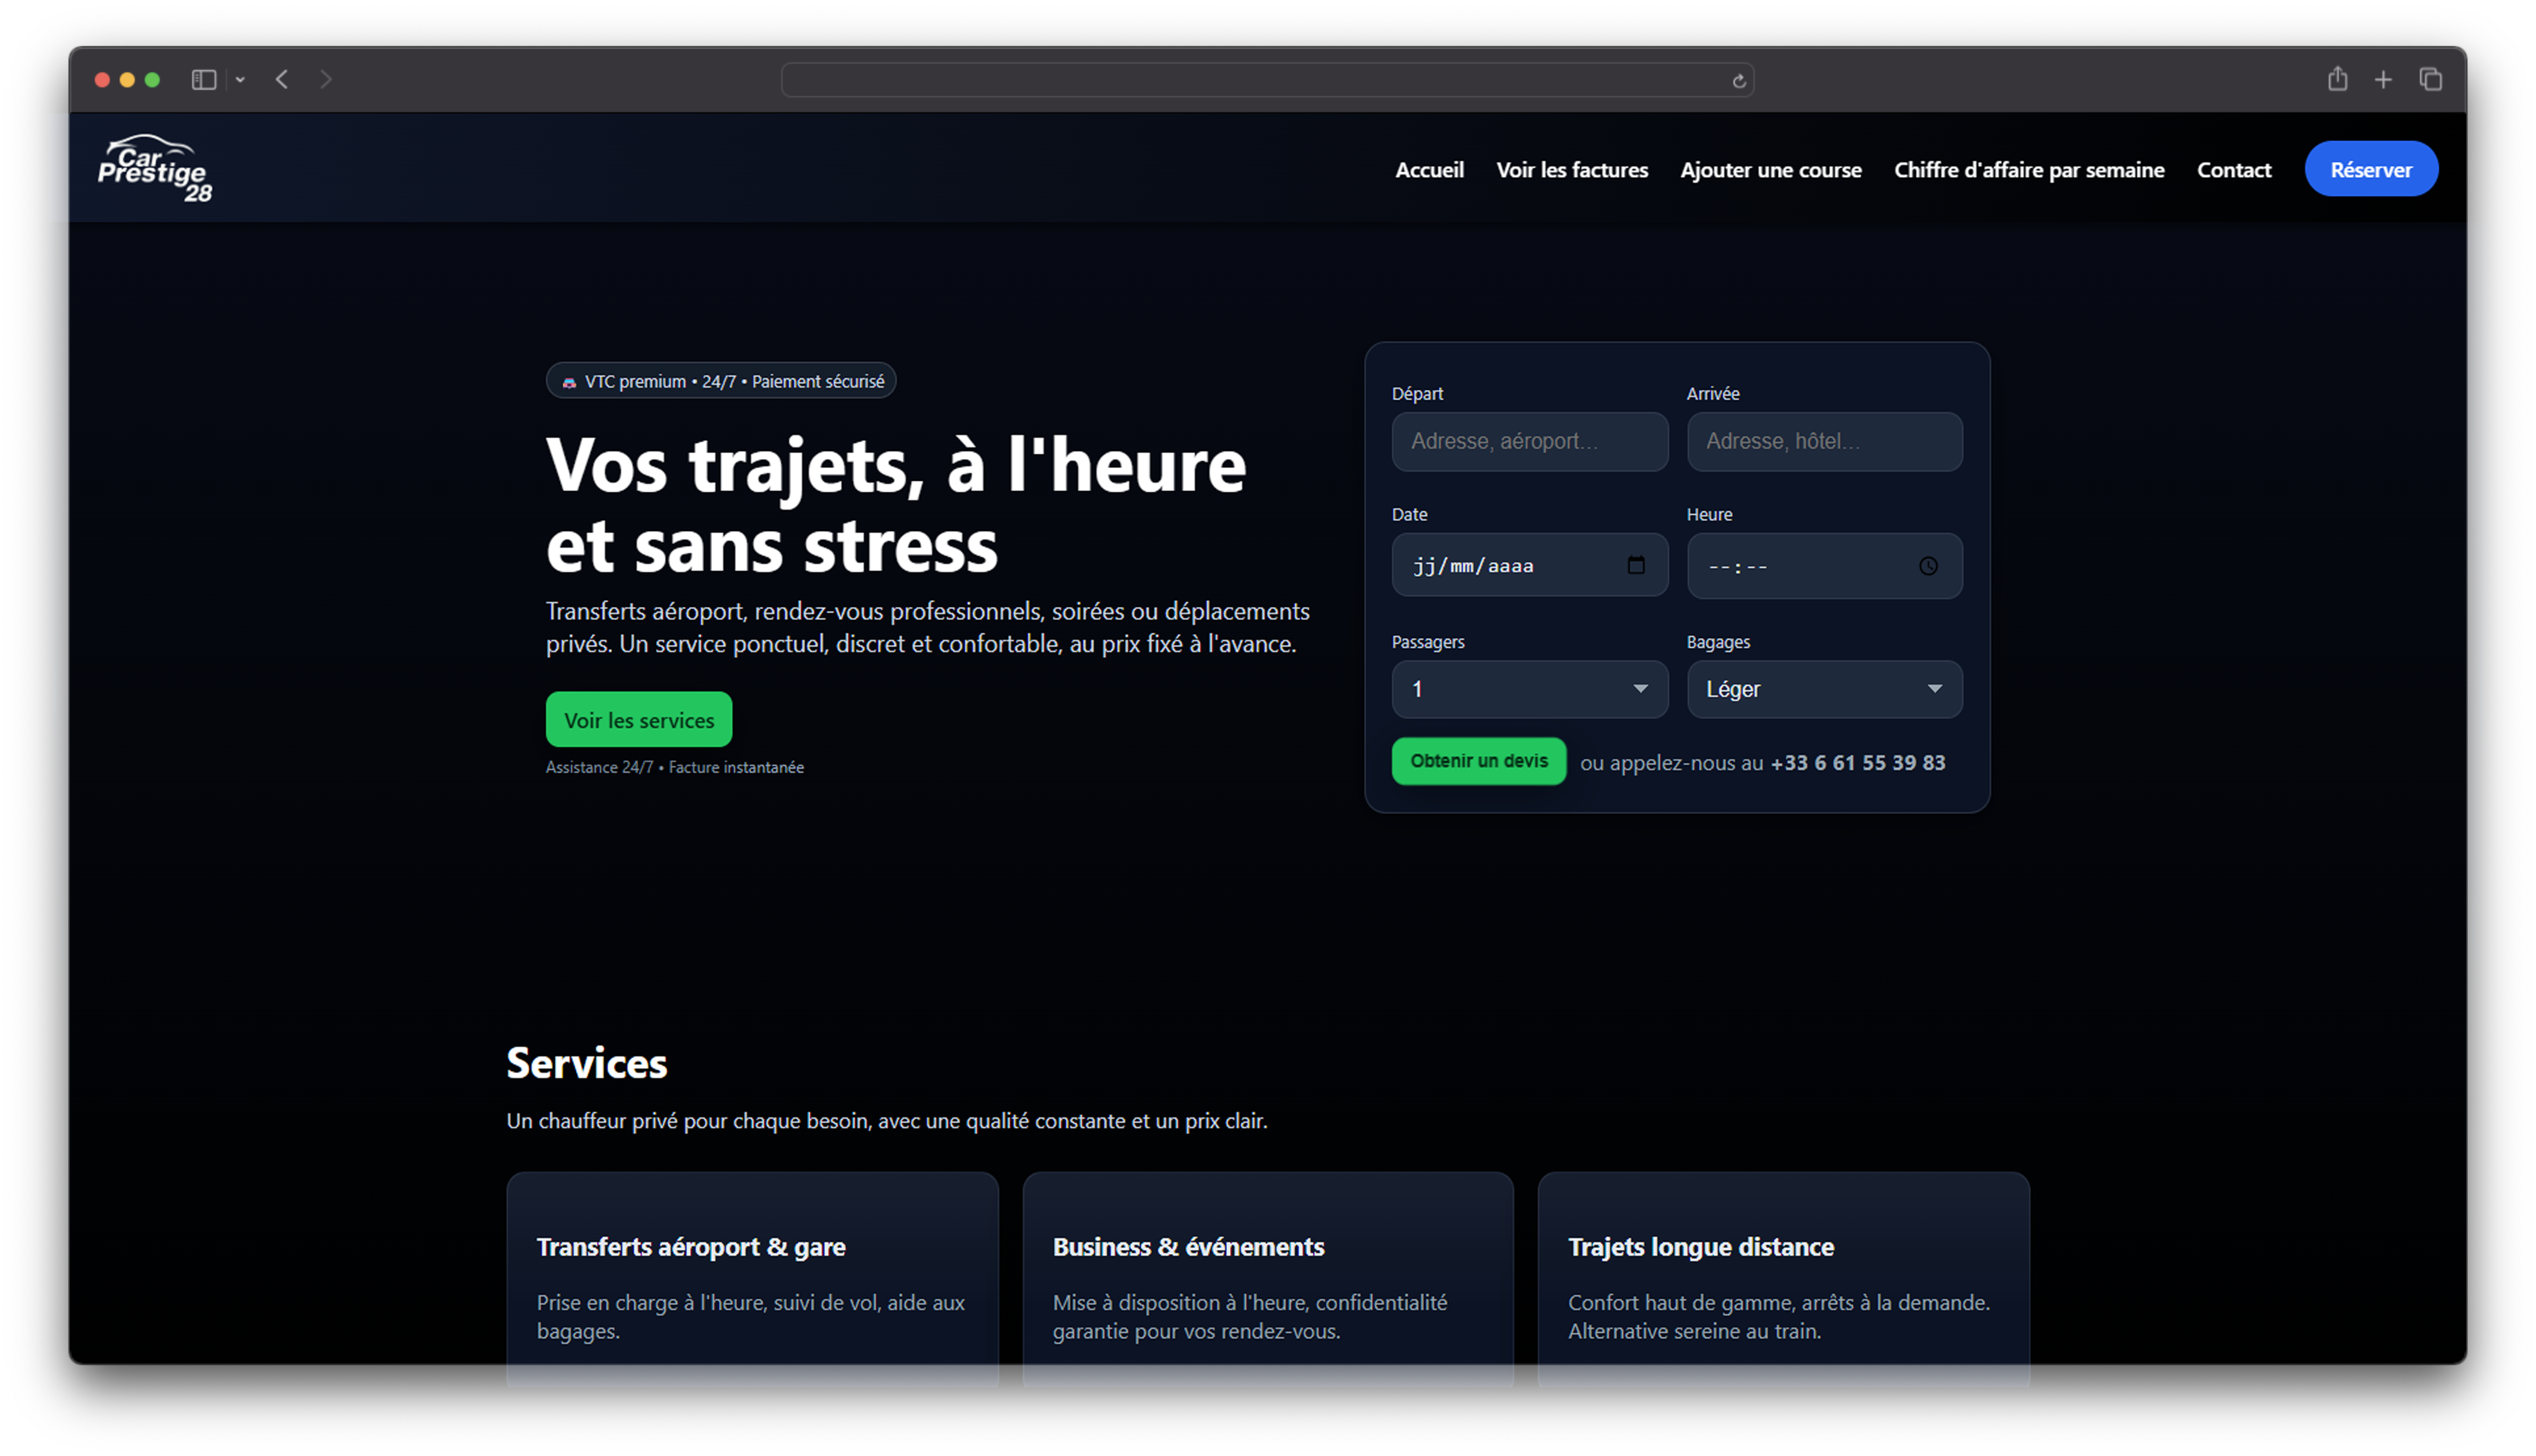 Car
Prestige
28
Accueil
Voir les factures
Ajouter une course
Chiffre d'affaire par semaine
Contact
Réserver
VTC premium • 24/7 • Paiement sécurisé
Vos trajets, à l'heure
et sans stress
Transferts aéroport, rendez-vous professionnels, soirées ou déplacements
privés. Un service ponctuel, discret et confortable, au prix fixé à l'avance.
Voir les services
Assistance 24/7 • Facture instantanée
Départ
Arrivée
Adresse, aéroport...
Adresse, hôtel...
Date
Heure
jj/mm/aaaa
--:--
Passagers
Bagages
1
Léger
Obtenir un devis
ou appelez-nous au +33 6 61 55 39 83
Services
Un chauffeur privé pour chaque besoin, avec une qualité constante et un prix clair.
Transferts aéroport & gare
Prise en charge à l'heure, suivi de vol, aide aux
bagages.
Business & événements
Mise à disposition à l'heure, confidentialité
garantie pour vos rendez-vous.
Trajets longue distance
Confort haut de gamme, arrêts à la demande.
Alternative sereine au train.